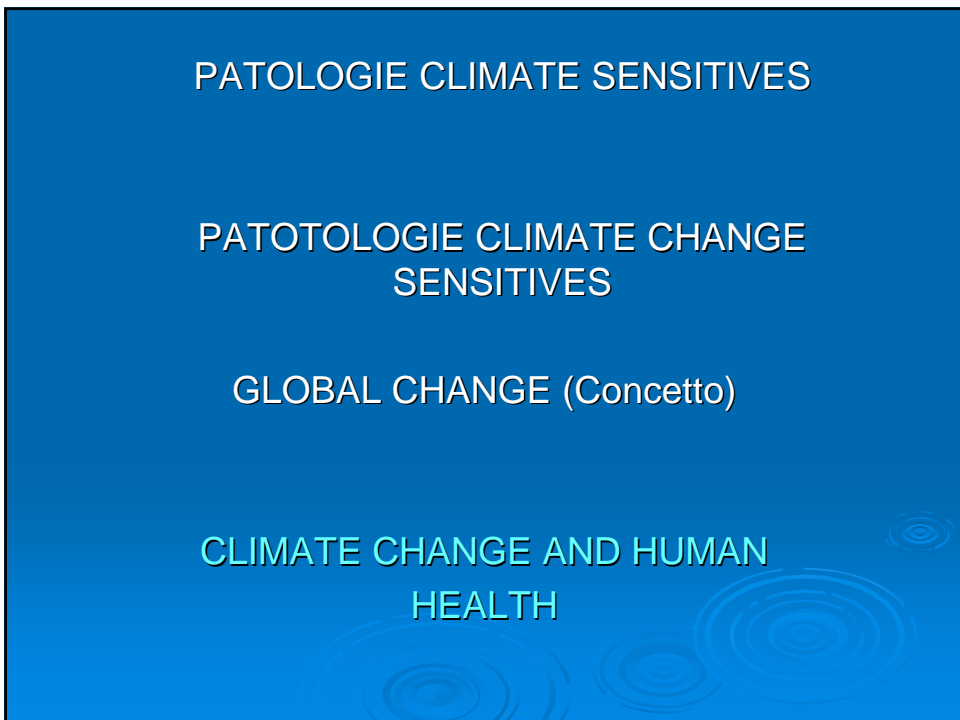 PATOLOGIE CLIMATE SENSITIVES
PATOTOLOGIE CLIMATE CHANGE
SENSITIVES
GLOBAL CHANGE (Concetto)
CLIMATE CHANGE AND HUMAN
HEALTH